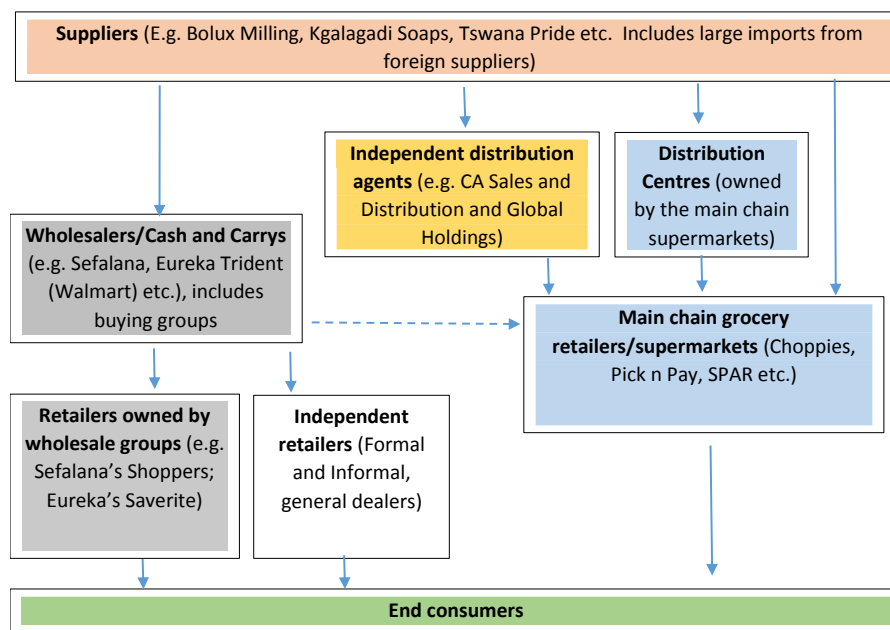 Suppliers (E.g. Bolux Milling, Kgalagadi Soaps, Tswana Pride etc. Includes large imports from
foreign suppliers)
Independent distribution
agents (e.g. CA Sales and
Distribution and Global
Holdings)
Distribution
Centres (owned
by the main chain
supermarkets)
Wholesalers/Cash and Carrys
(e.g. Sefalana, Eureka Trident
(Walmart) etc.), includes
buying groups
Main chain grocery
retailers/supermarkets (Choppies,
Pick n Pay, SPAR etc.)
Retailers owned by
wholesale groups (e.g.
Sefalana’s Shoppers;
Eureka’s Saverite)
Independent
retailers (Formal
and Informal,
general dealers)
End consumers